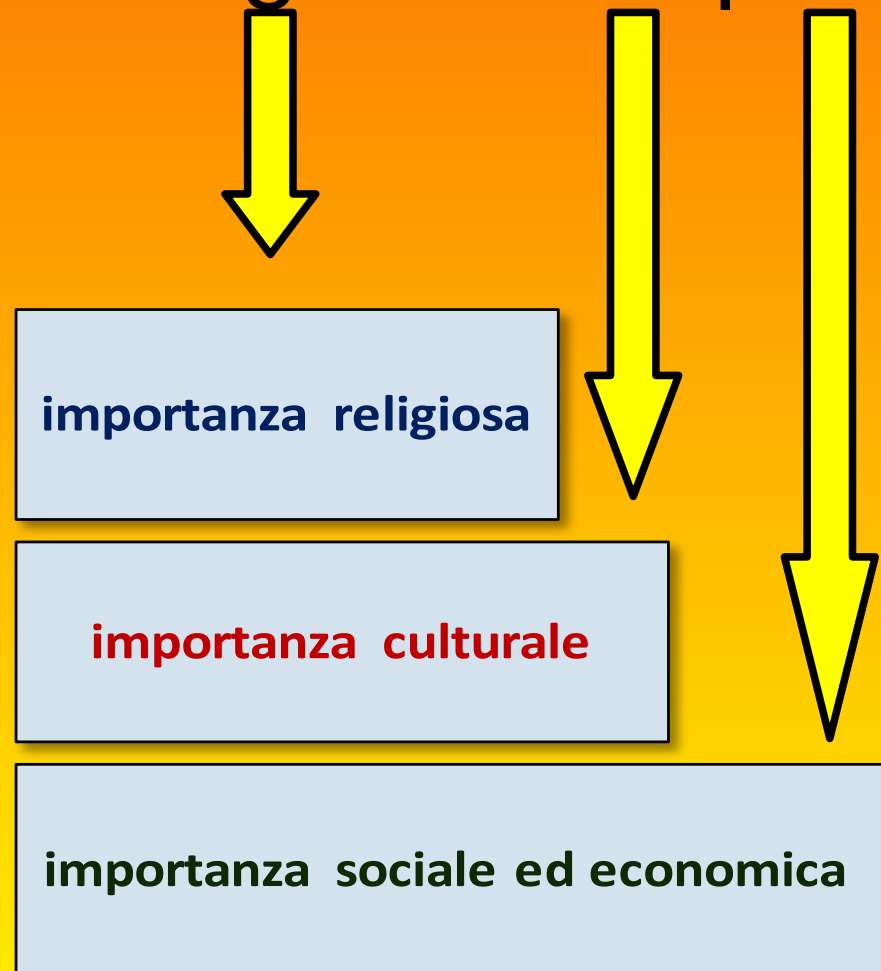 importanza religiosa
importanza culturale
importanza sociale ed economica